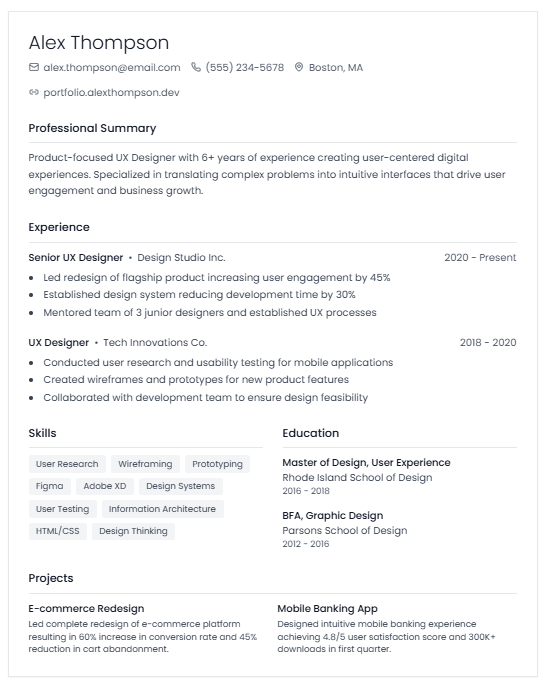 Alex Thompson
alex.thompson@email.com (555) 234-5678 Boston, MA
portfolio.alexthompson.dev
Professional Summary
Product-focused UX Designer with 6+ years of experience creating user-centered digital
experiences. Specialized in translating complex problems into intuitive interfaces that drive user
engagement and business growth.
Experience
Senior UX Designer • Design Studio Inc. 2020 - Present
• Led redesign of flagship product increasing user engagement by 45%
• Established design system reducing development time by 30%
• Mentored team of 3 junior designers and established UX processes
UX Designer • Tech Innovations Co. 2018 - 2020
• Conducted user research and usability testing for mobile applications
• Created wireframes and prototypes for new product features
• Collaborated with development team to ensure design feasibility
Skills
User Research Wireframing Prototyping
Figma Adobe XD Design Systems
User Testing Information Architecture
HTML/CSS Design Thinking
Education
Master of Design, User Experience
Rhode Island School of Design
2016 - 2018
BFA, Graphic Design
Parsons School of Design
2012 - 2016
Projects
E-commerce Redesign
Led complete redesign of e-commerce platform
resulting in 60% increase in conversion rate and 45%
reduction in cart abandonment.
Mobile Banking App
Designed intuitive mobile banking experience
achieving 4.8/5 user satisfaction score and 300K+
downloads in first quarter.